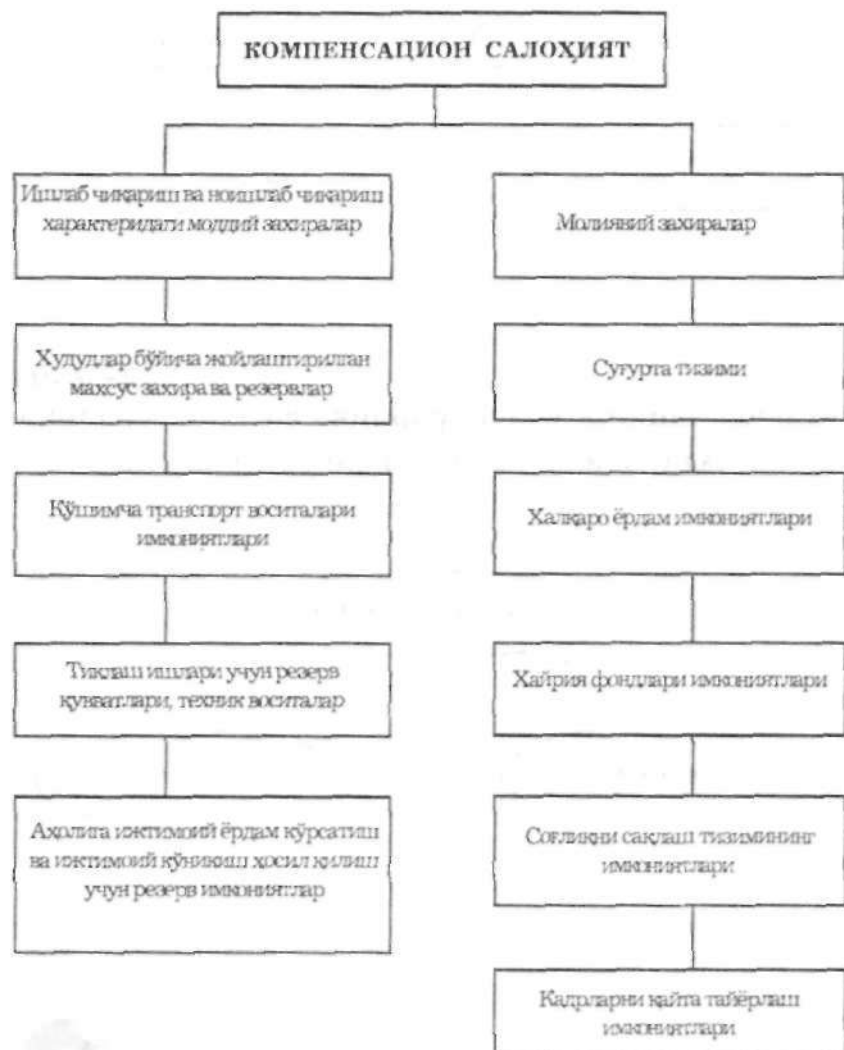 КОМПЕНСАЦИОН САЛОҲИЯТ
Ишлаб чиқариш ва ноишлаб чиқариш
характеридаги моддий захиралар
Худудлар бўйича жойлаштирилган
махсус захира ва резервлар
Қўшимча транспорт воситалари
имкониятлари
Тиклаш ишлари учун резерв
қувватлари, техник воситалар
Аҳолига ижтимоий ёрдам кўрсатиш
ва ижтимоий кўникиш ҳосил қилиш
учун резерв имкониятлар
Молиявий захиралар
Суғурта тизими
Халқаро ёрдам имкониятлари
Хайрия фондлари имкониятлари
Соғлиқни сақлаш тизимининг
имкониятлари
Кадрларни қайта тайёрлаш
имкониятлари